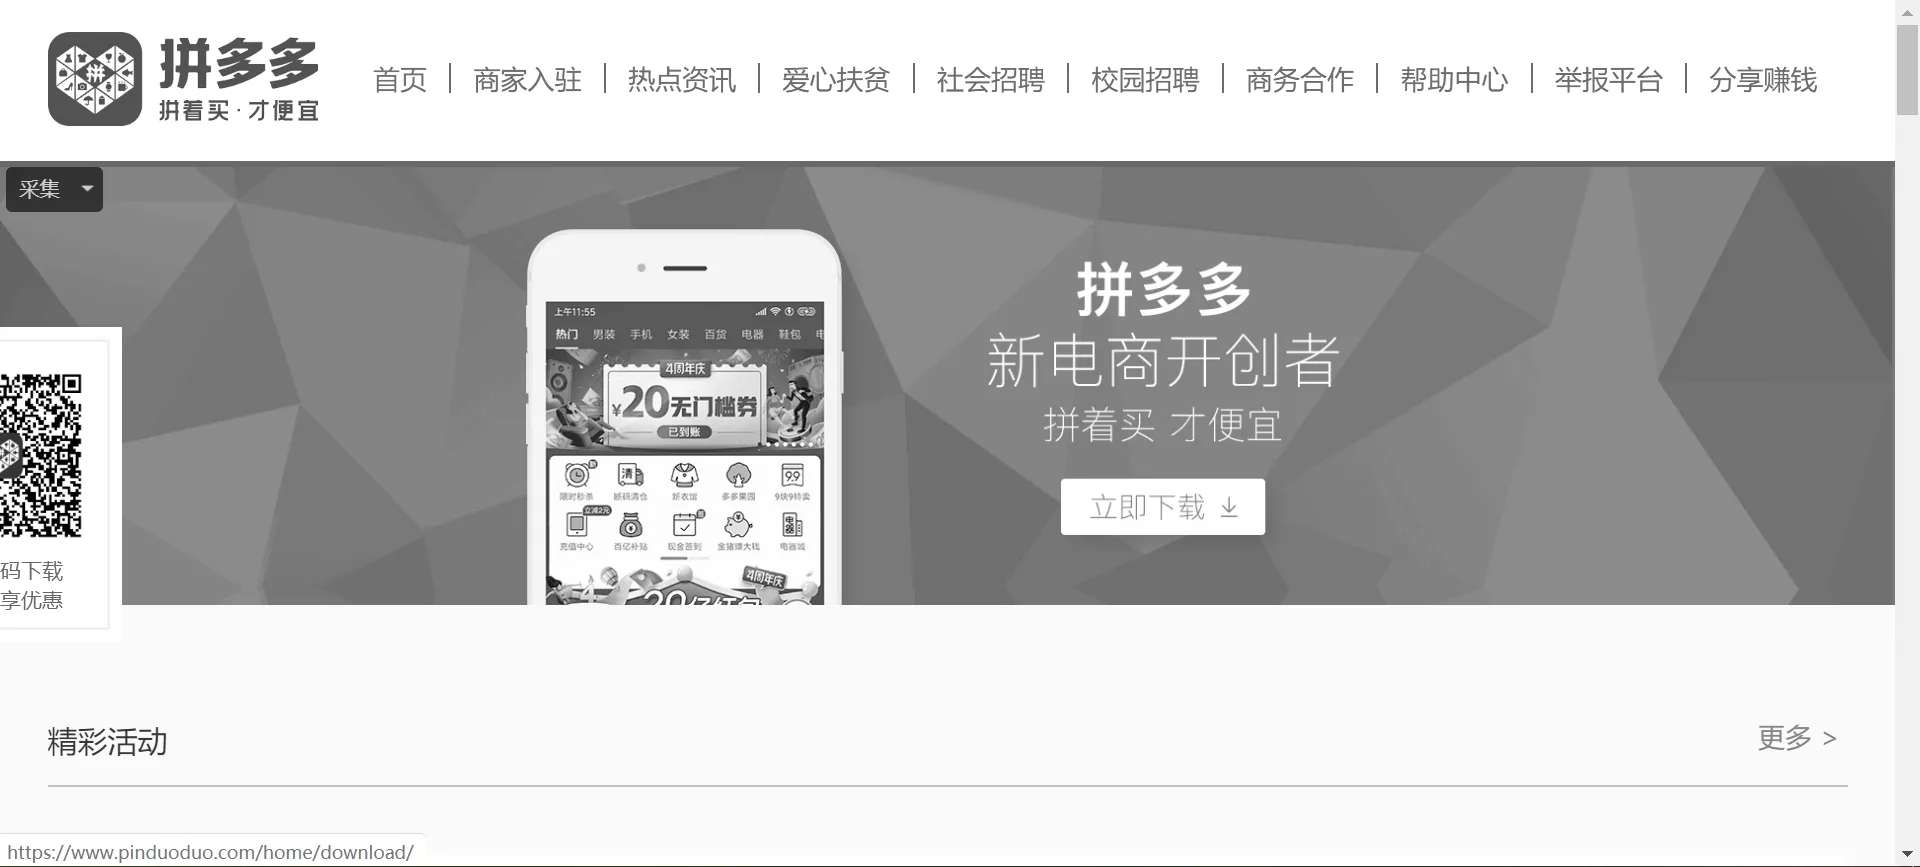 拼多多
拼着买·才便宜
首页 商家入驻 热点资讯 爱心扶贫 社会招聘 校园招聘 商务合作 帮助中心 举报平台 分享赚钱
采集
上午11:55
热门 男装 手机 女装 百货 电器 鞋包
4周年庆
¥20无门槛券
已到账
限时秒杀 断码清仓 新衣馆 多多果园 9块9特卖
立减2元
充值中心 百亿补贴 现金签到 金猪赚大钱 电器城
4周年庆
拼多多
新电商开创者
拼着买 才便宜
立即下载
码下载
享优惠
精彩活动
更多 >
https://www.pinduoduo.com/home/download/